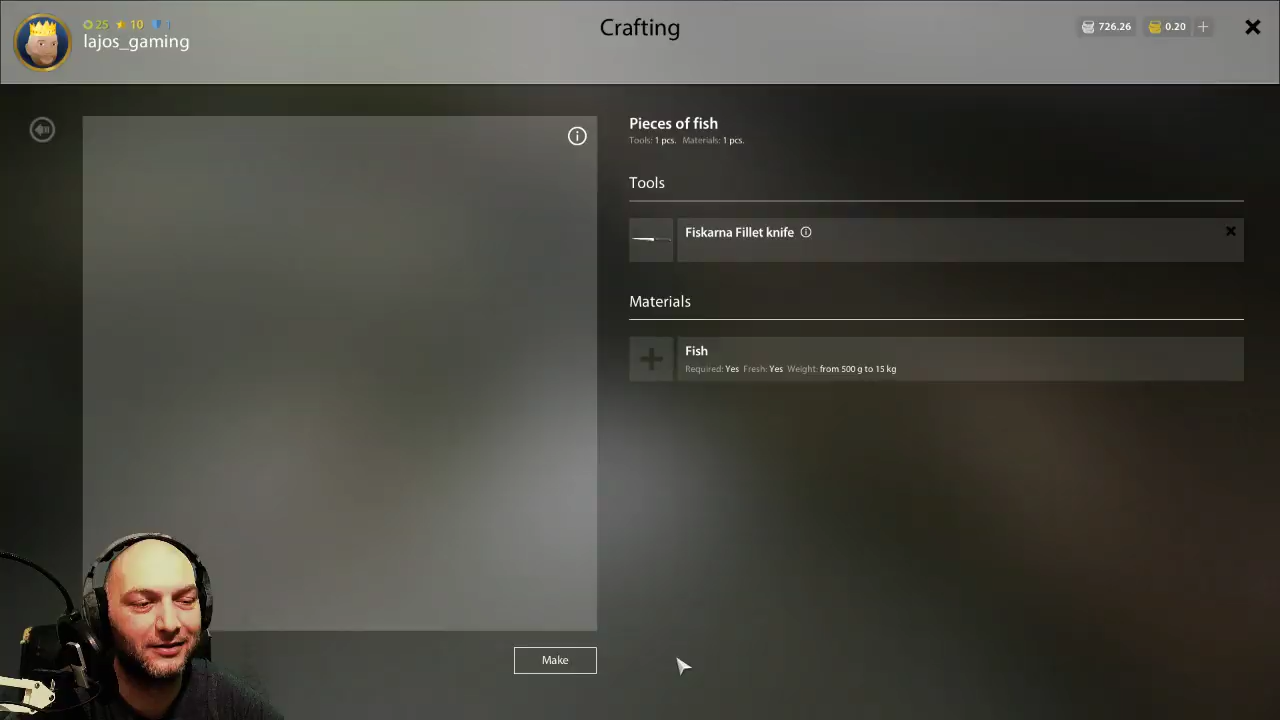 25 10 1
lajos_gaming
Crafting
726.26
0.20
Pieces of fish
Tools: 1 pcs. Materials: 1 pcs.
Tools
Fiskarna Fillet knife
Materials
Fish
Required: Yes Fresh: Yes Weight: from 500 g to 15 kg
Make